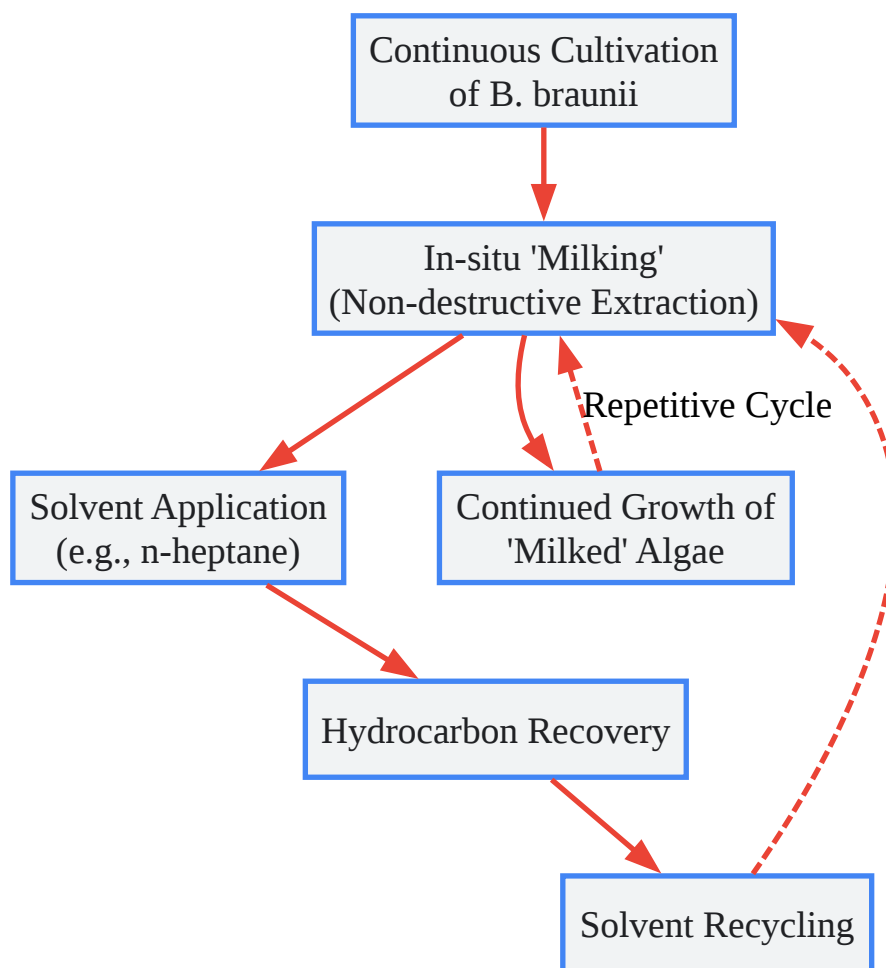 Continuous Cultivation
of B. braunii
In-situ 'Milking'
(Non-destructive Extraction)
Repetitive Cycle
Solvent Application
(e.g., n-heptane)
Continued Growth of
'Milked' Algae
Hydrocarbon Recovery
Solvent Recycling